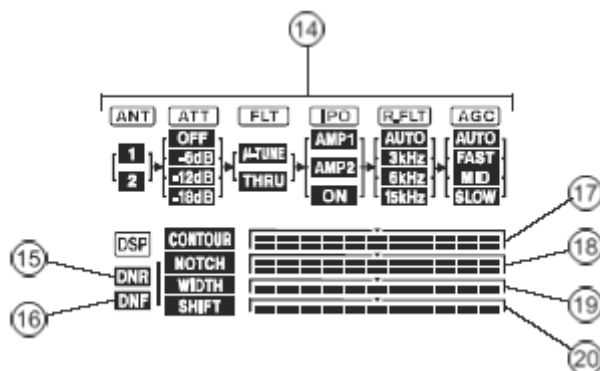 14
ANT ATT FLT IPO R.FLT AGC
OFF AMP1 AUTO AUTO
1 -6dB μ-TUNE 3kHz FAST
2 -12dB THRU AMP2 6kHz MID
-18dB ON 15kHz SLOW
DSP CONTOUR 17
15 DNR NOTCH 18
16 DNF WIDTH 19
SHIFT 20